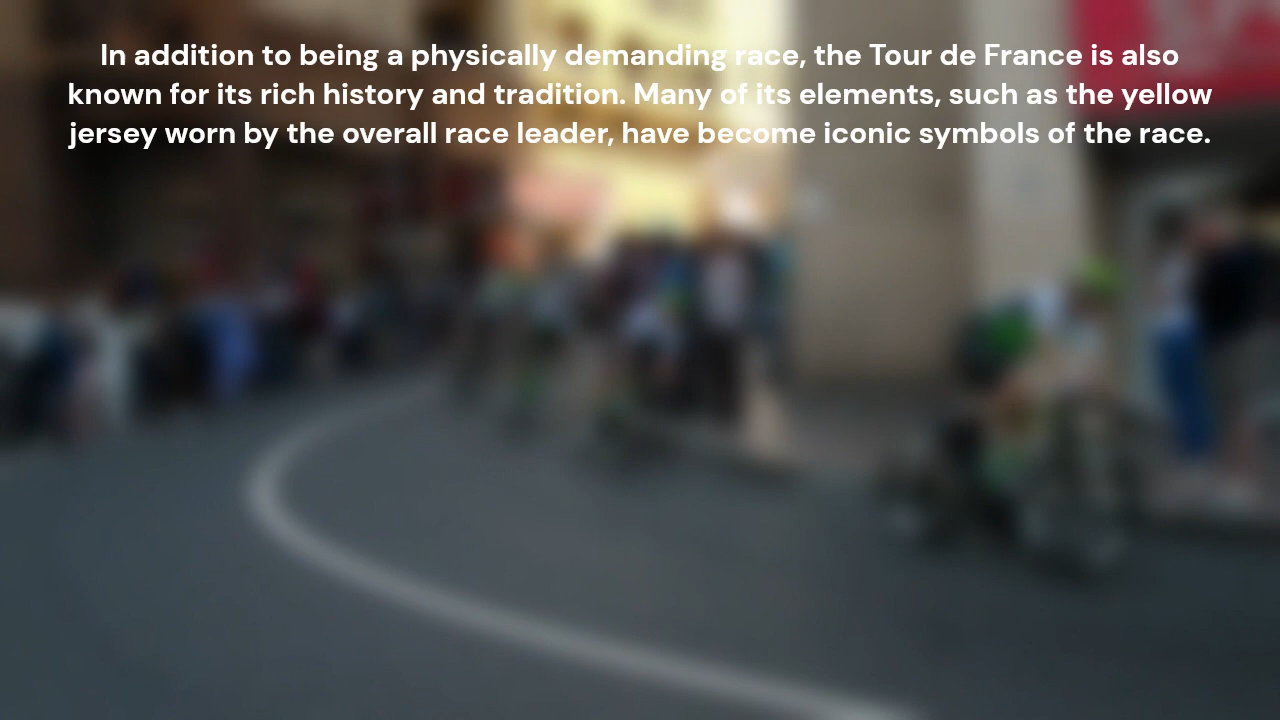 In addition to being a physically demanding race, the Tour de France is also
known for its rich history and tradition. Many of its elements, such as the yellow
jersey worn by the overall race leader, have become iconic symbols of the race.